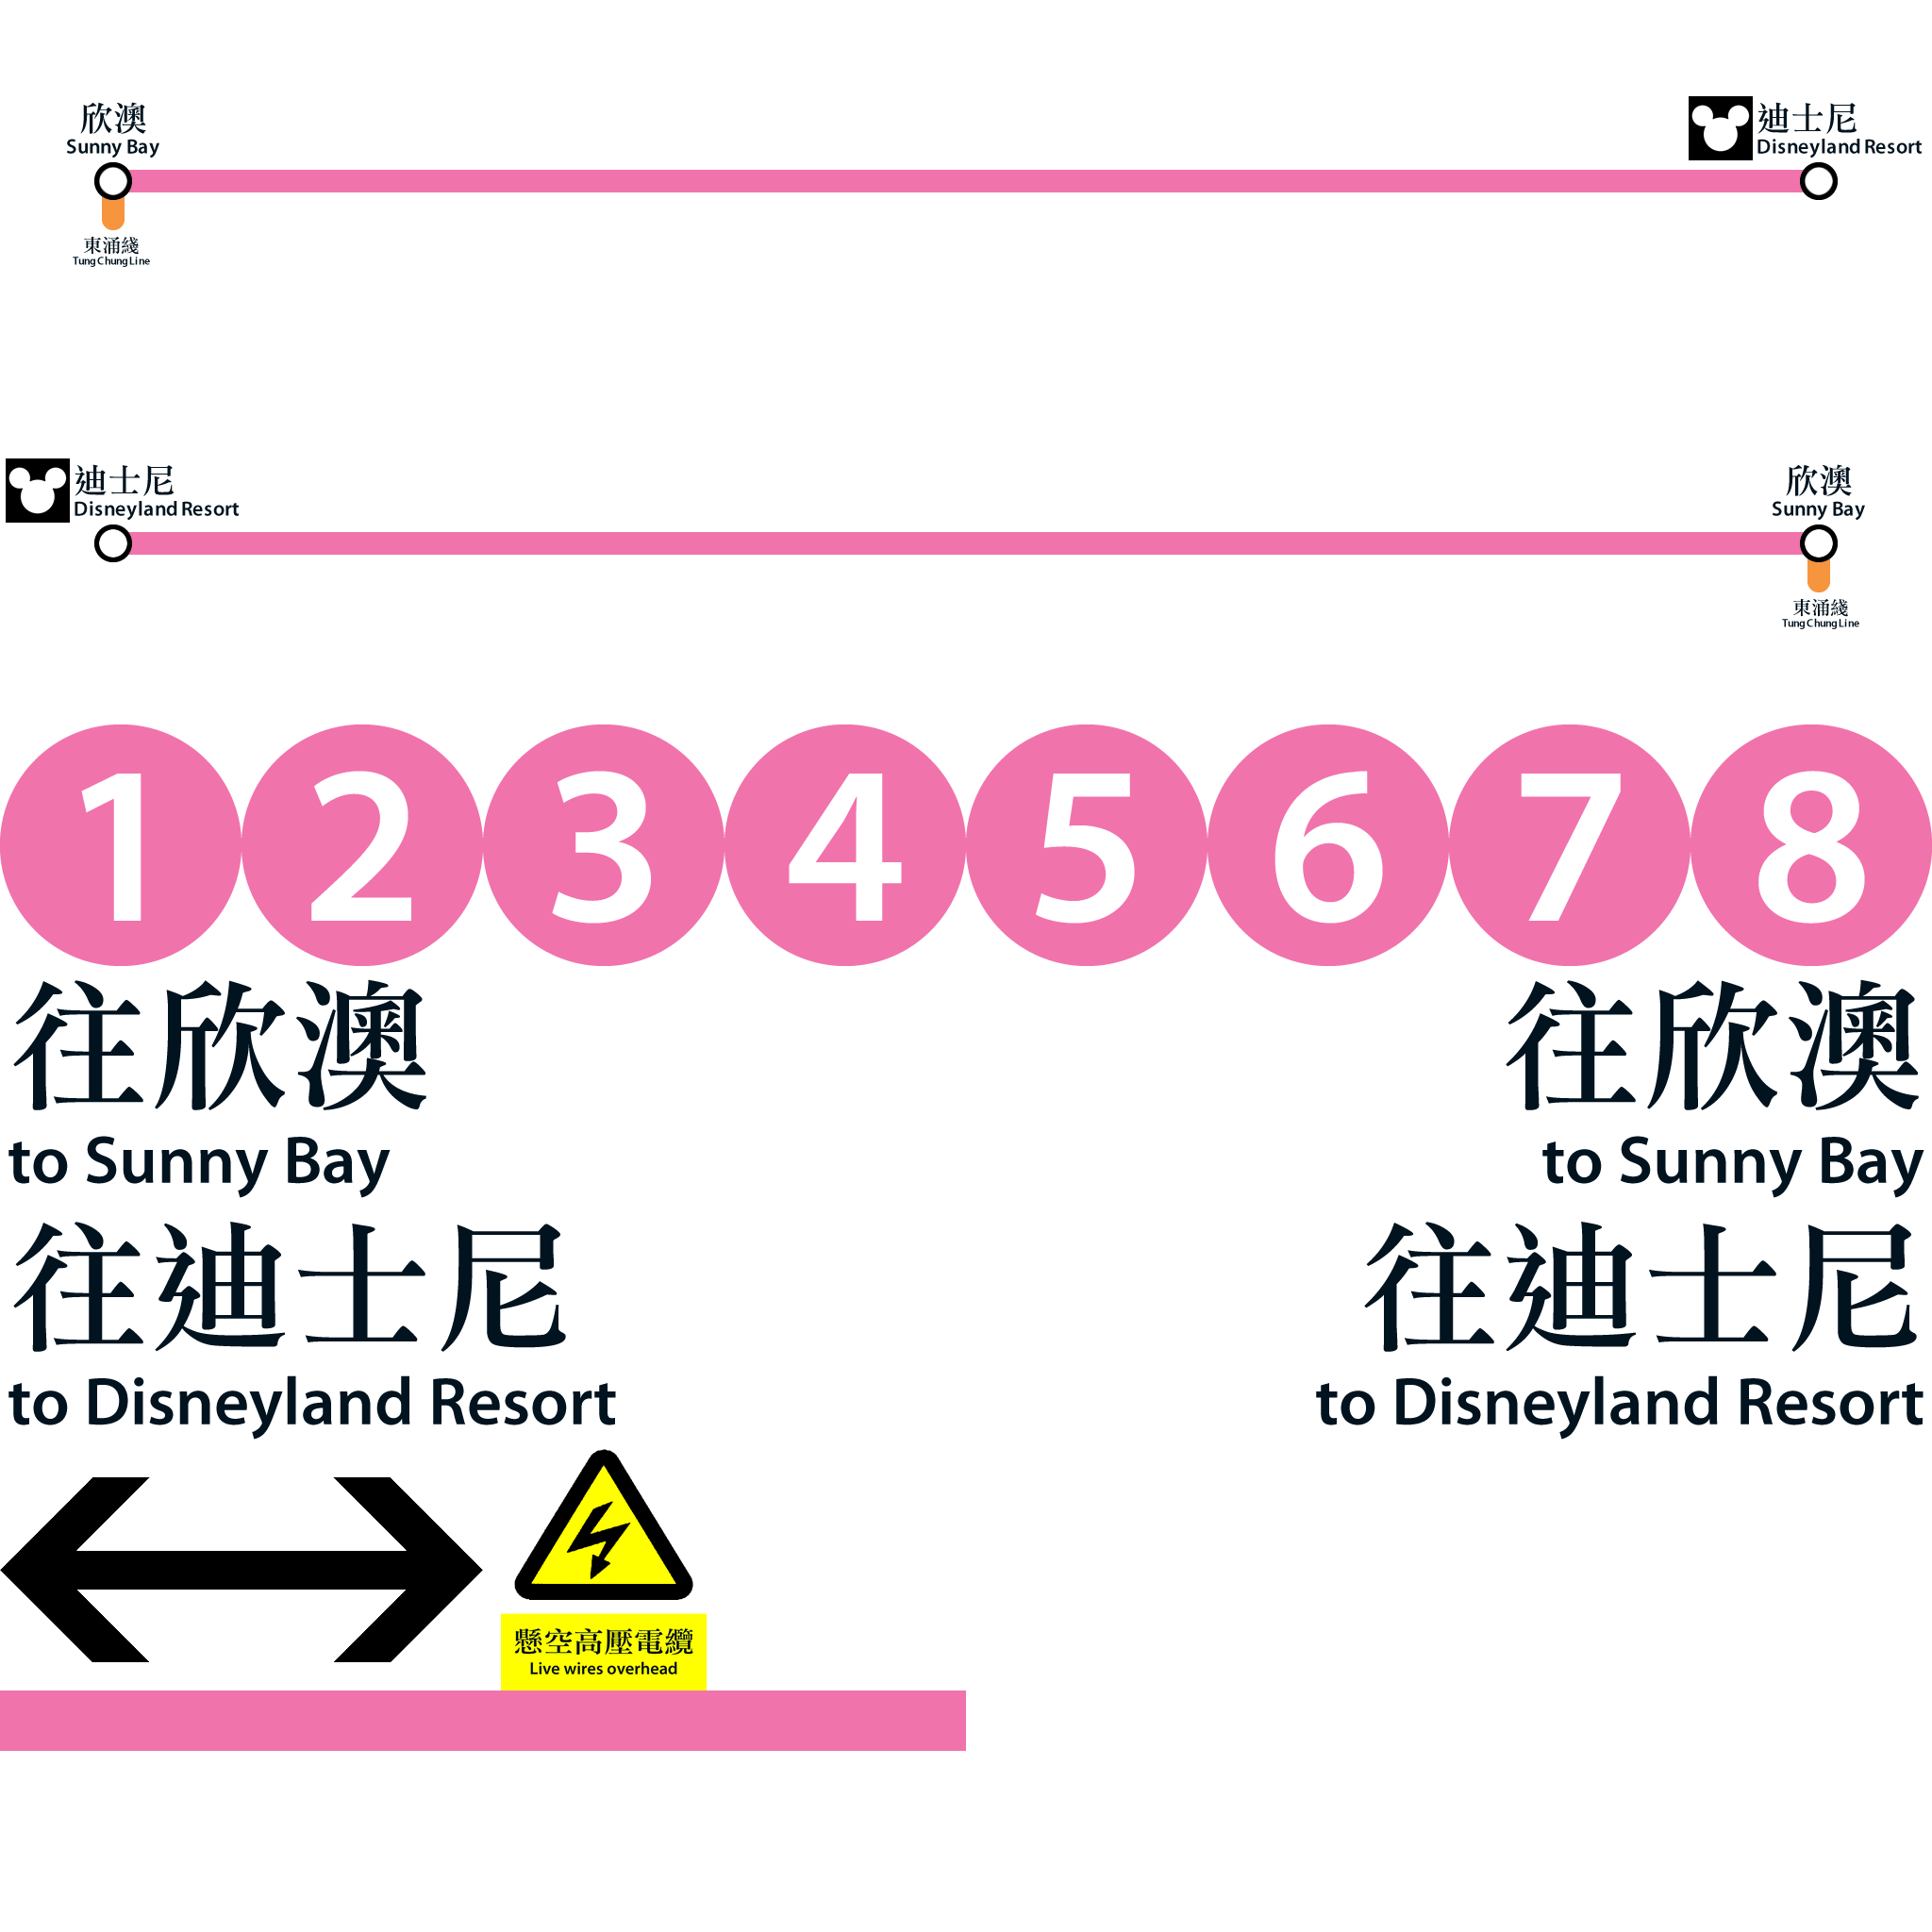 欣澳
Sunny Bay
迪士尼
Disneyland Resort
東涌綫
Tung Chung Line
迪士尼
Disneyland Resort
欣澳
Sunny Bay
東涌綫
Tung Chung Line
1 2 3 4 5 6 7 8
往欣澳
to Sunny Bay
往欣澳
to Sunny Bay
往迪士尼
to Disneyland Resort
往迪士尼
to Disneyland Resort
懸空高壓電纜
Live wires overhead